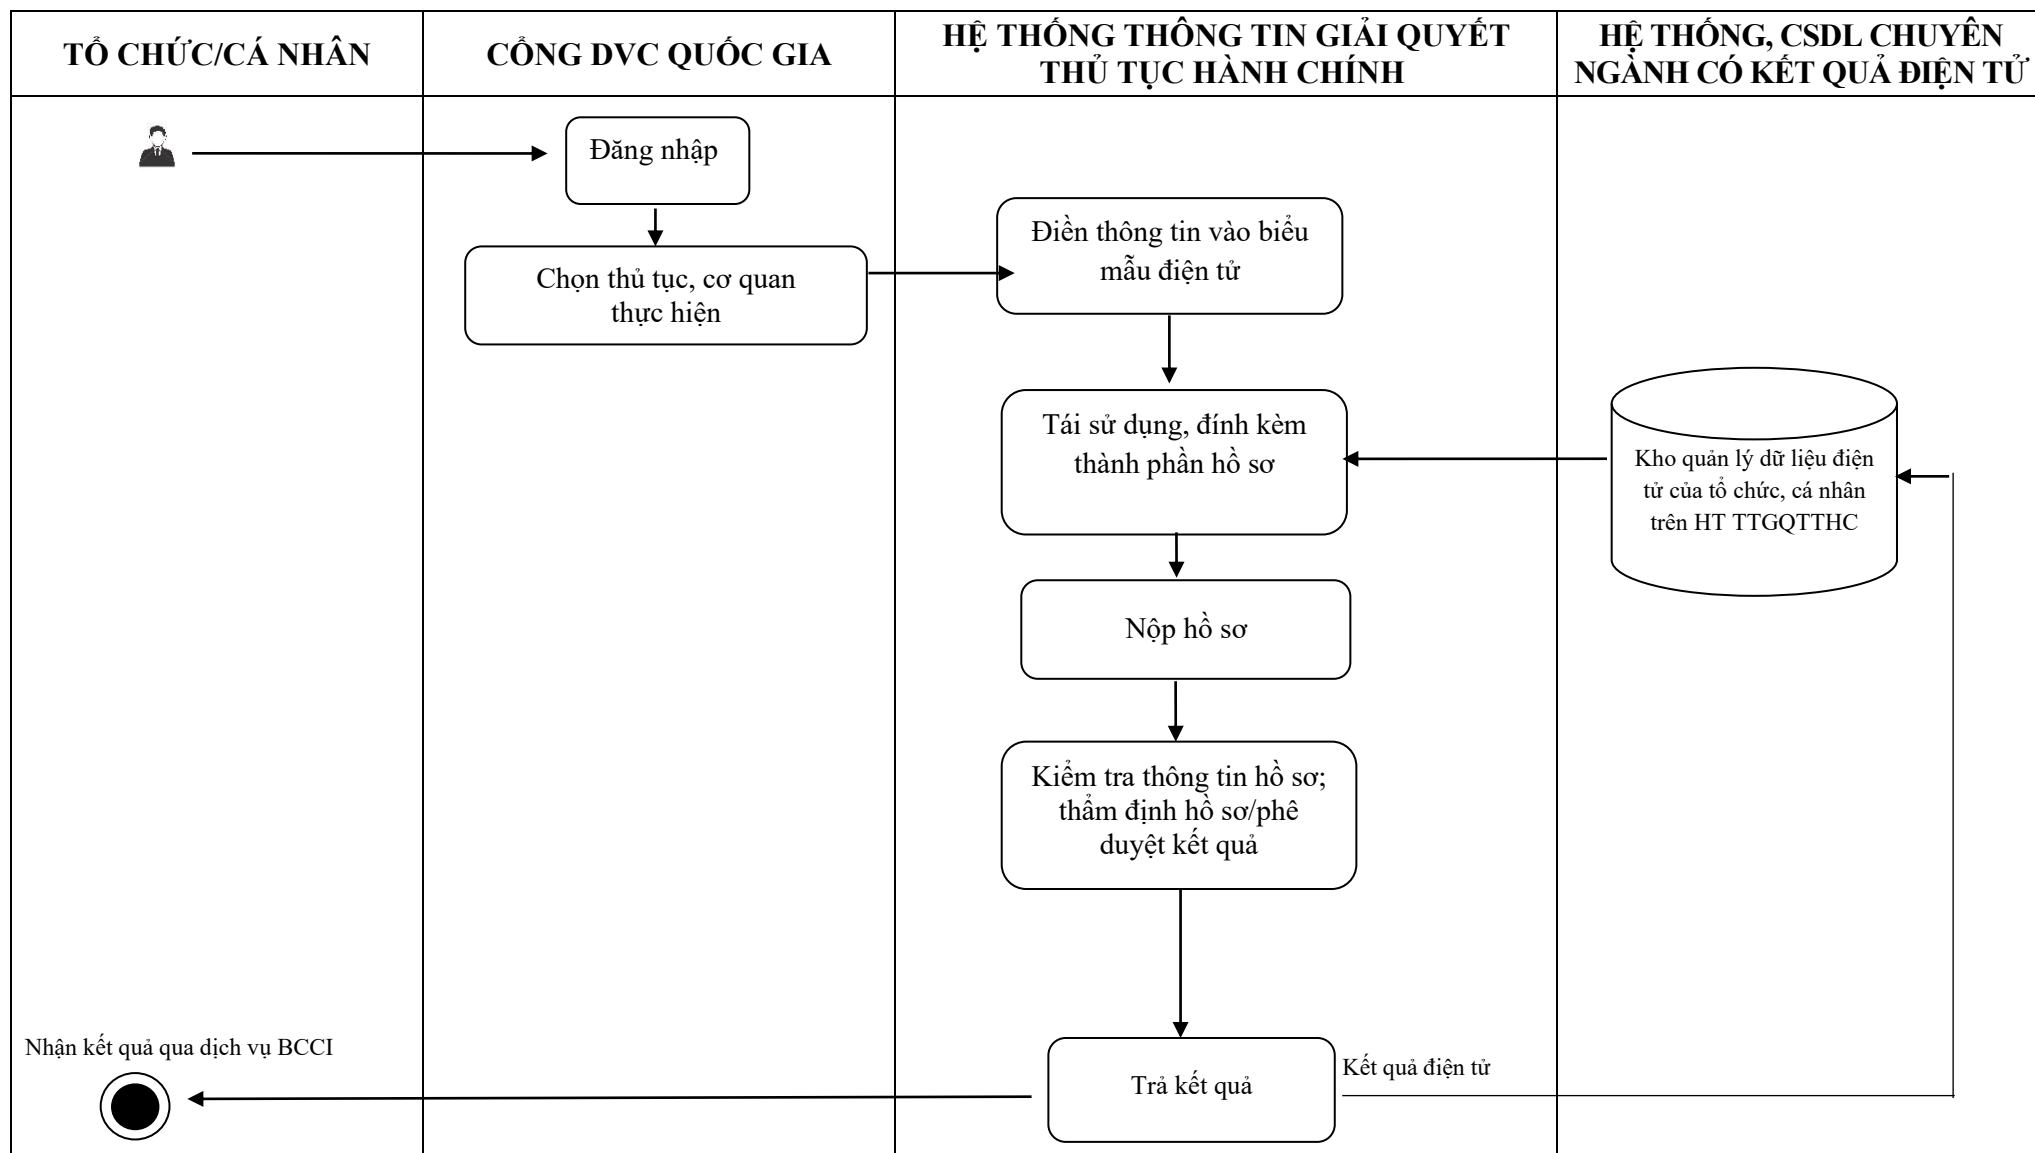 TỔ CHỨC/CÁ NHÂN
CỔNG DVC QUỐC GIA
HỆ THỐNG THÔNG TIN GIẢI QUYẾT
THỦ TỤC HÀNH CHÍNH
HỆ THỐNG, CSDL CHUYÊN
NGÀNH CÓ KẾT QUẢ ĐIỆN TỬ
Đăng nhập
Chọn thủ tục, cơ quan
thực hiện
Điền thông tin vào biểu
mẫu điện tử
Tái sử dụng, đính kèm
thành phần hồ sơ
Kho quản lý dữ liệu điện
tử của tổ chức, cá nhân
trên HT TTGQTTHC
Nộp hồ sơ
Kiểm tra thông tin hồ sơ;
thẩm định hồ sơ/phê
duyệt kết quả
Nhận kết quả qua dịch vụ BCCI
Trả kết quả
Kết quả điện tử